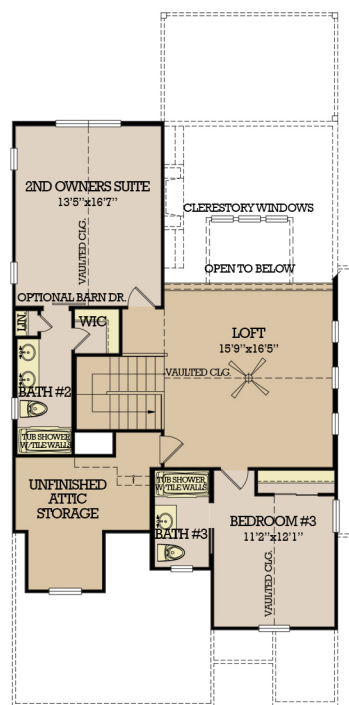 2ND OWNERS SUITE
13'5"x16'7"
VAULTED CLG.
CLERESTORY WINDOWS
OPEN TO BELOW
OPTIONAL BARN DR.
LIN.
WIC
LOFT
15'9"x16'5"
VAULTED CLG.
BATH #2
TUB SHOWER
W/TILE WALLS
UNFINISHED
ATTIC
STORAGE
TUB SHOWER
W/TILE WALLS
BATH #3
BEDROOM #3
11'2"x12'1"
VAULTED CLG.